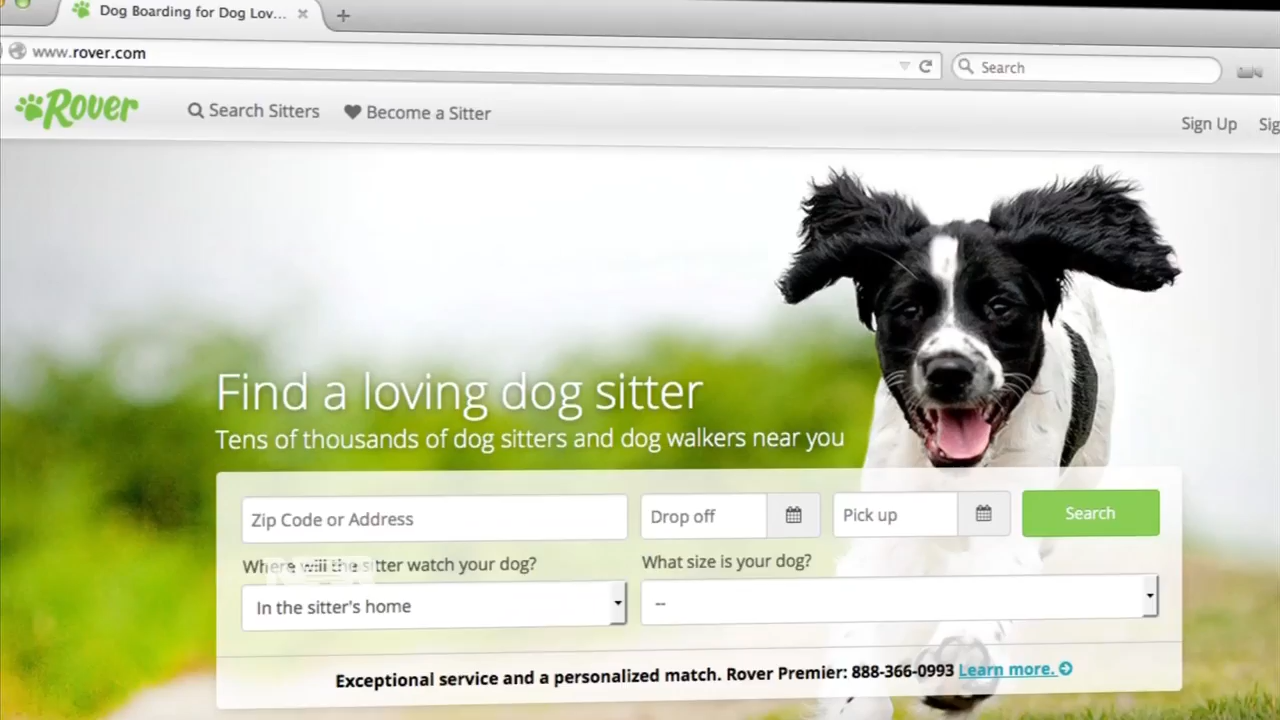 Dog Boarding for Dog Lov...
www.rover.com
Search
Rover
Search Sitters
Become a Sitter
Sign Up
Sig
Find a loving dog sitter
Tens of thousands of dog sitters and dog walkers near you
Zip Code or Address
Drop off
Pick up
Search
Where will the sitter watch your dog?
What size is your dog?
In the sitter's home
--
Exceptional service and a personalized match. Rover Premier: 888-366-0993 Learn more.